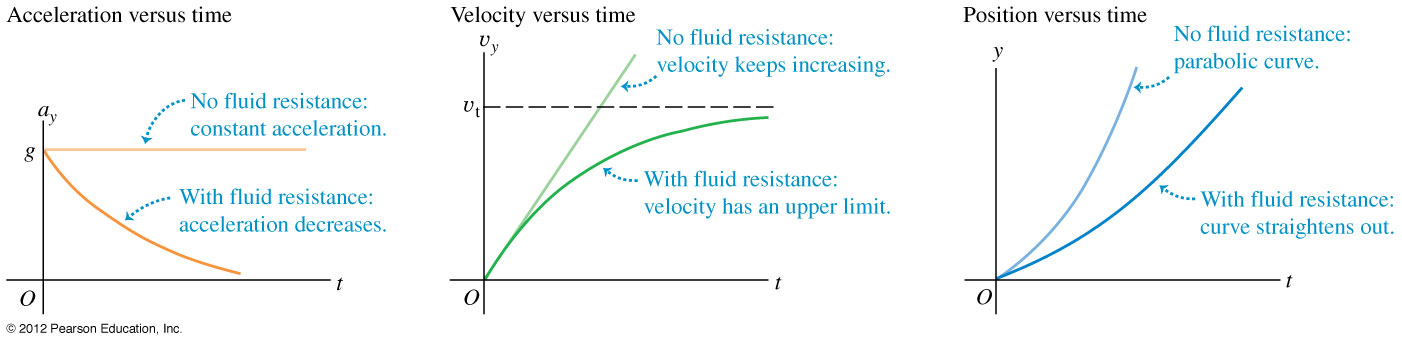 Acceleration versus time
a_y
No fluid resistance:
constant acceleration.
g
With fluid resistance:
acceleration decreases.
t
O
Velocity versus time
v_y
No fluid resistance:
velocity keeps increasing.
v_t
With fluid resistance:
velocity has an upper limit.
t
O
Position versus time
y
No fluid resistance:
parabolic curve.
With fluid resistance:
curve straightens out.
t
O
© 2012 Pearson Education, Inc.